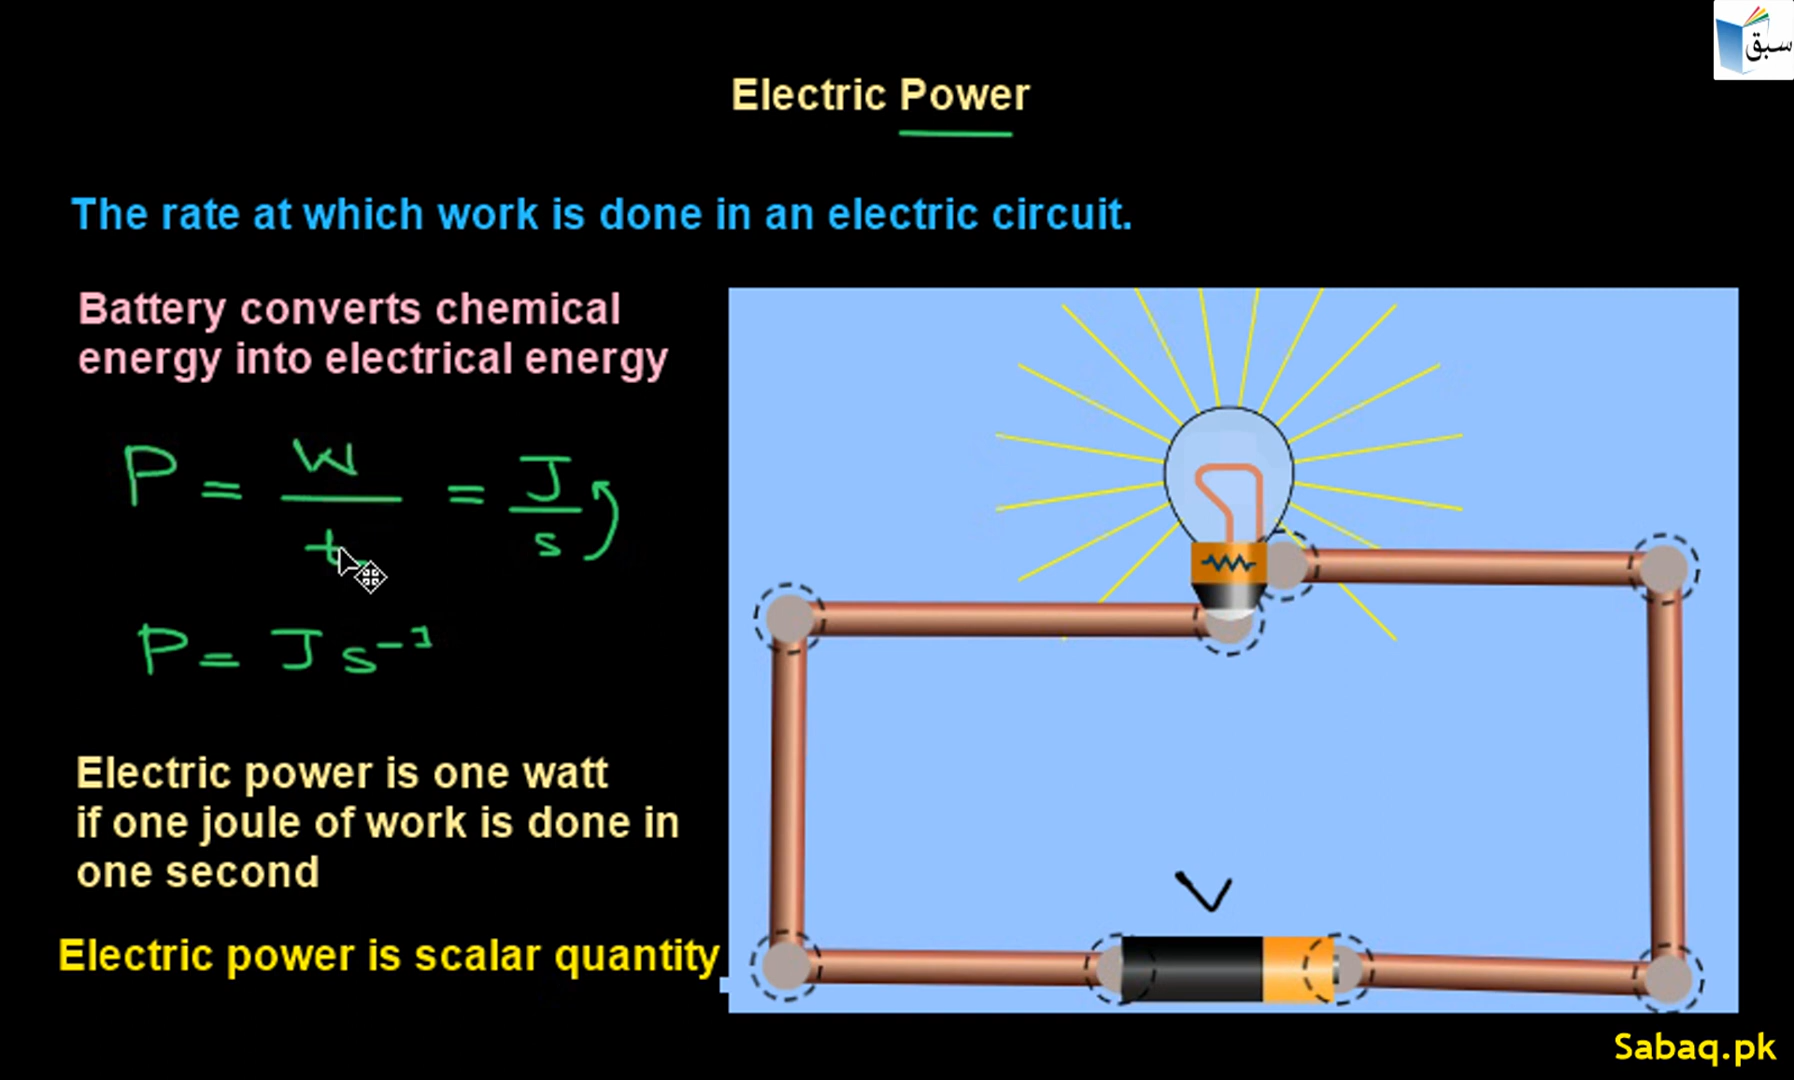 سبق
Electric Power
The rate at which work is done in an electric circuit.
Battery converts chemical
energy into electrical energy
P = W/t = J/s
P = J s⁻¹
Electric power is one watt
if one joule of work is done in
one second
V
Electric power is scalar quantity
Sabaq.pk